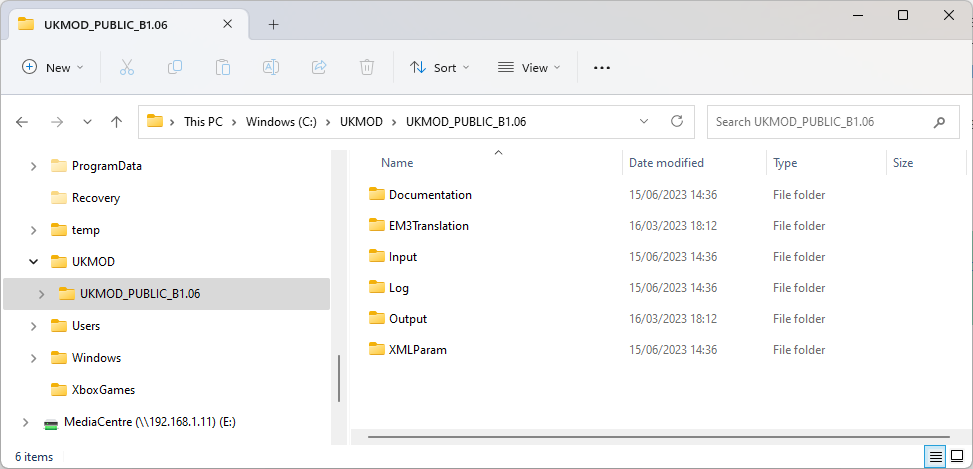 UKMOD_PUBLIC_B1.06
New Sort View
This PC Windows (C:) UKMOD UKMOD_PUBLIC_B1.06 Search UKMOD_PUBLIC_B1.06
ProgramData
Recovery
temp
UKMOD
UKMOD_PUBLIC_B1.06
Users
Windows
XboxGames
MediaCentre (\\192.168.1.11) (E:)
Name Date modified Type Size
Documentation 15/06/2023 14:36 File folder
EM3Translation 16/03/2023 18:12 File folder
Input 15/06/2023 14:36 File folder
Log 15/06/2023 14:36 File folder
Output 16/03/2023 18:12 File folder
XMLParam 15/06/2023 14:36 File folder
6 items